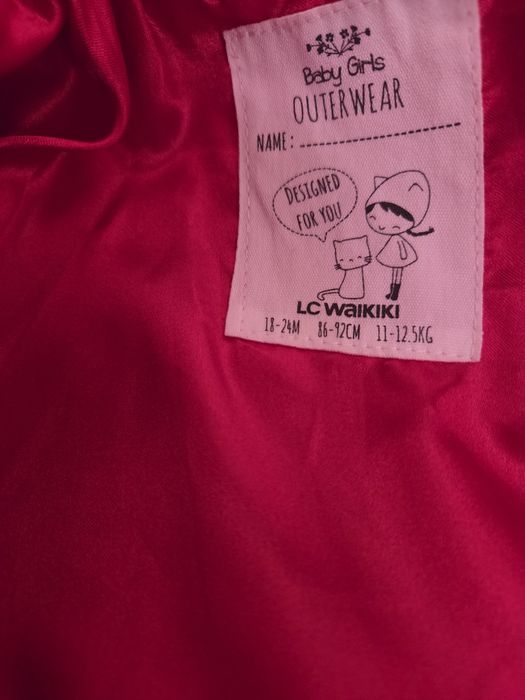 Baby Girls
OUTERWEAR
NAME:
DESIGNED
FOR YOU
LC WAIKIKI
18-24M 86-92CM 11-12.5KG